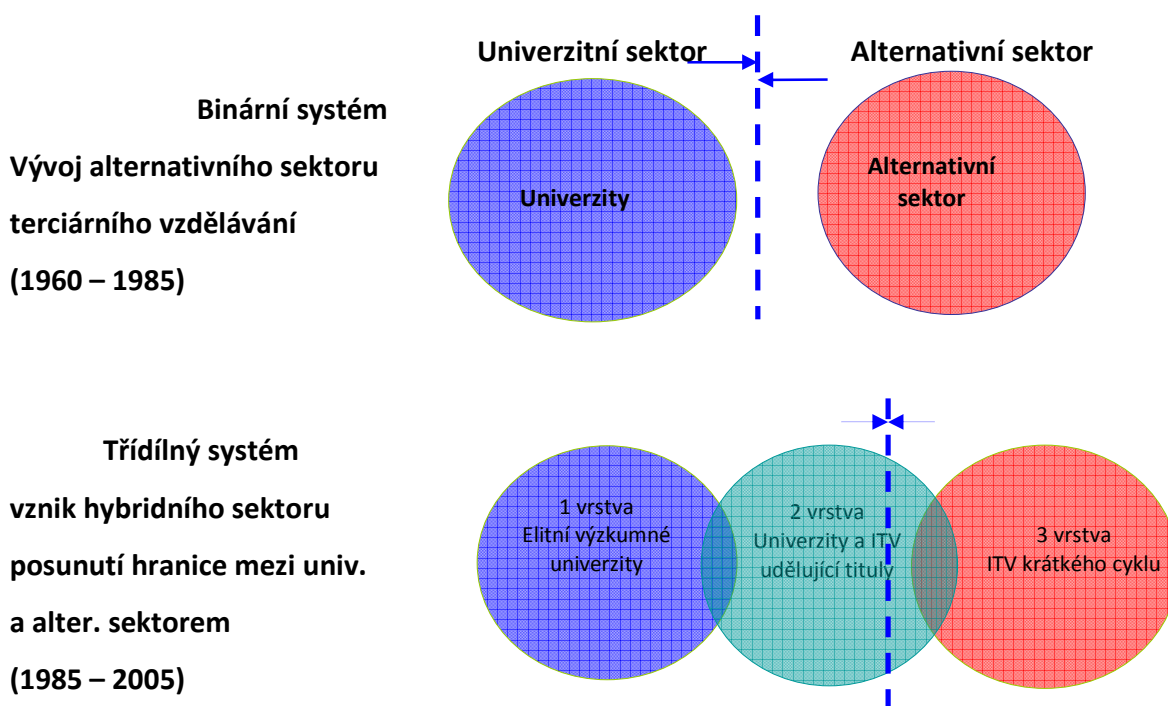 Univerzitní sektor
Alternativní sektor
Binární systém
Vývoj alternativního sektoru
terciárního vzdělávání
(1960 – 1985)
Univerzity
Alternativní
sektor
Třídílný systém
vznik hybridního sektoru
posunutí hranice mezi univ.
a alter. sektorem
(1985 – 2005)
1 vrstva
Elitní výzkumné
univerzity
2 vrstva
Univerzity a ITV
udělující tituly
3 vrstva
ITV krátkého cyklu